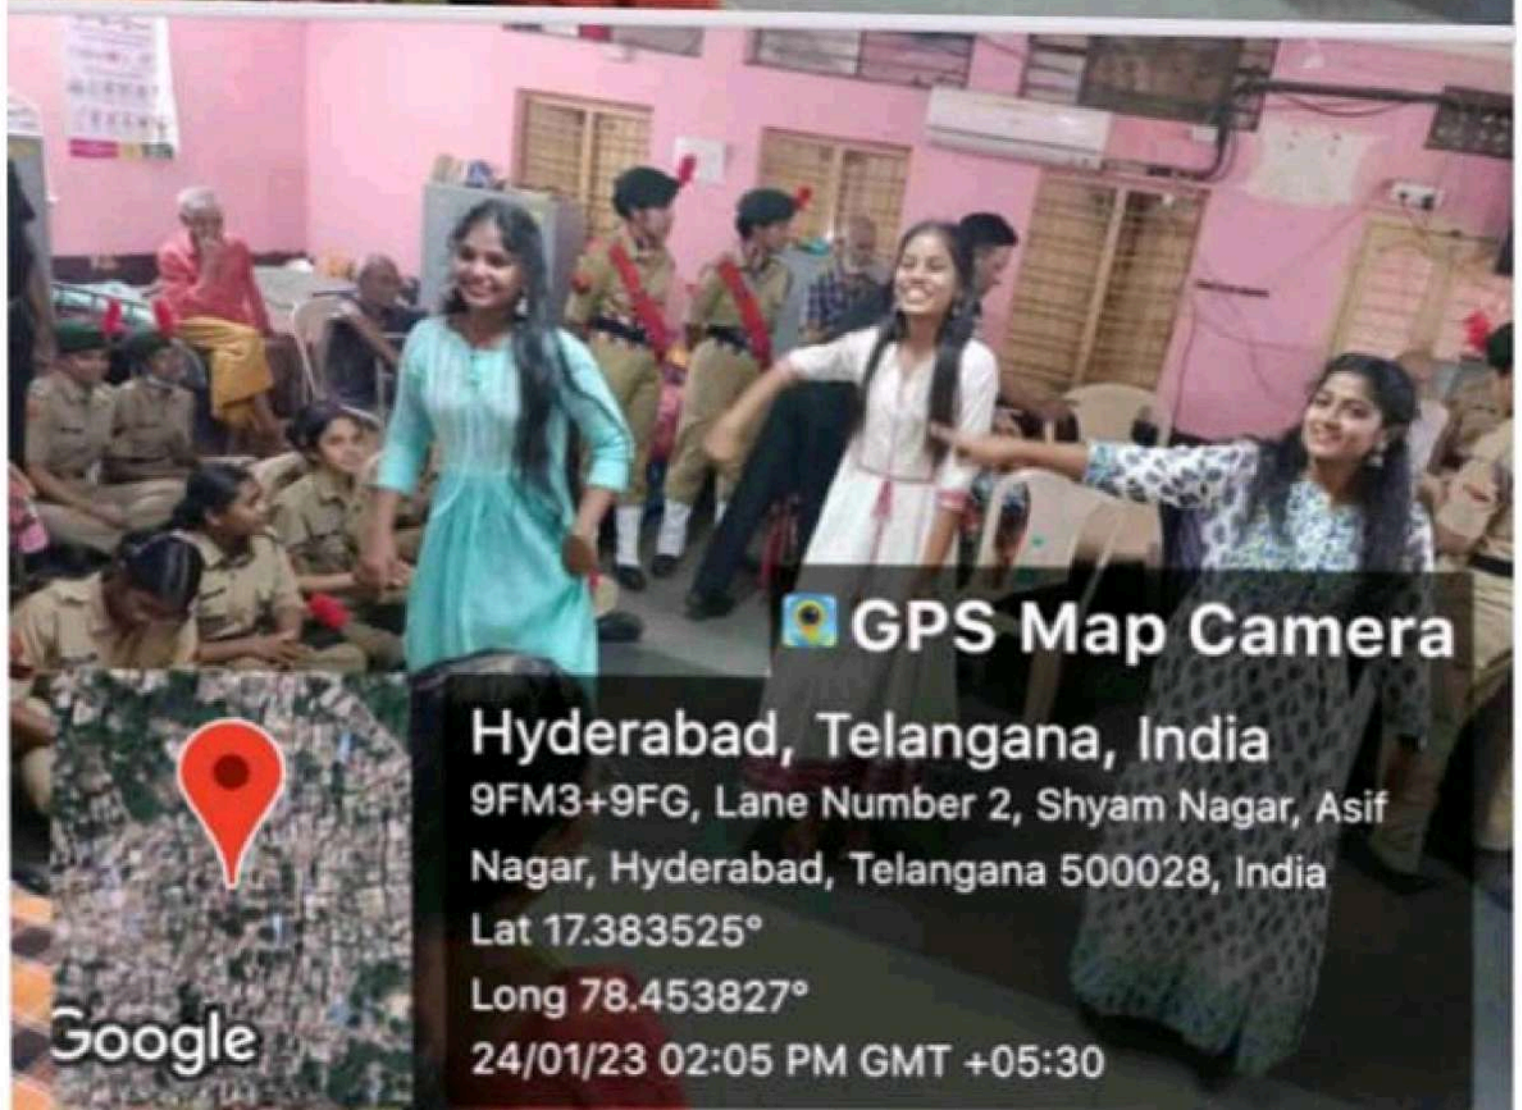 GPS Map Camera
Hyderabad, Telangana, India
9FM3+9FG, Lane Number 2, Shyam Nagar, Asif
Nagar, Hyderabad, Telangana 500028, India
Lat 17.383525°
Long 78.453827°
24/01/23 02:05 PM GMT +05:30
Google